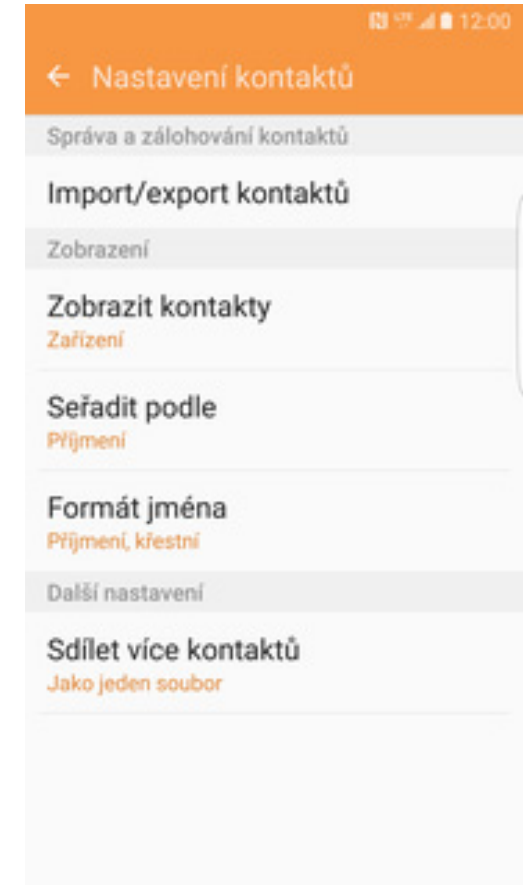 12:00
Nastavení kontaktů
Správa a zálohování kontaktů
Import/export kontaktů
Zobrazení
Zobrazit kontakty
Zařízení
Seřadit podle
Příjmení
Formát jména
Příjmení, křestní
Další nastavení
Sdílet více kontaktů
Jako jeden soubor